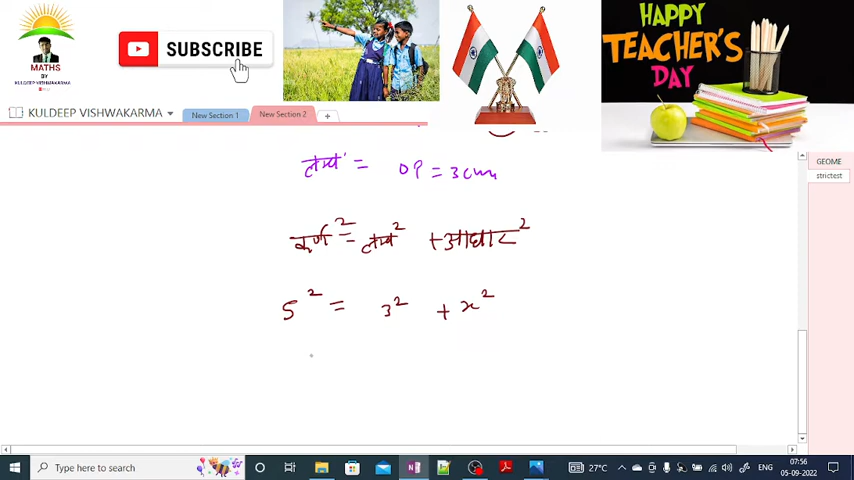 HAPPY
TEACHER'S
DAY
MATHS
BY
KULDEEP VISHWAKARMA
SUBSCRIBE
KULDEEP VISHWAKARMA
New Section 1
New Section 2
+
GEOME
strictest
लम्ब = OP = 3cm
कर्ण² = लम्ब² + आधार²
5² = 3² + x²
Type here to search
27°C
ENG
07:56
05-09-2022